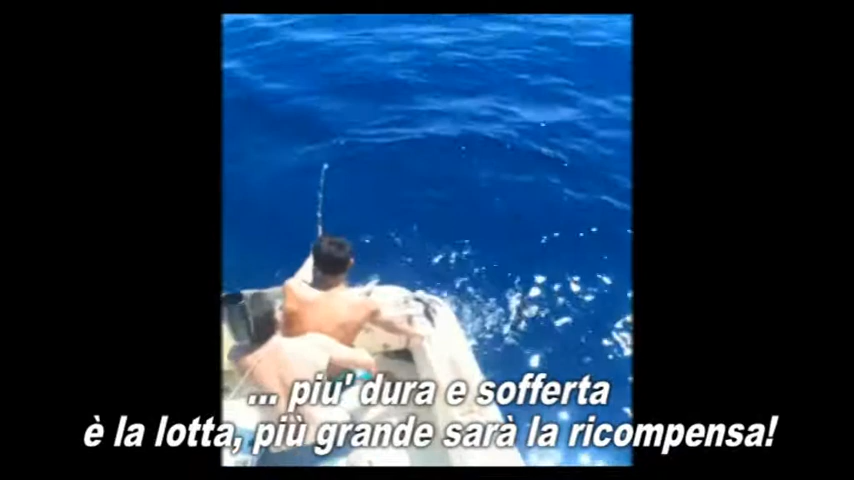 ... piu' dura e sofferta
è la lotta, più grande sarà la ricompensa!